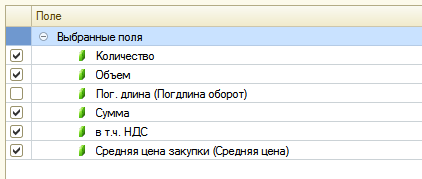 Поле
Выбранные поля
Количество
Объем
Пог. длина (Погдлина оборот)
Сумма
в т.ч. НДС
Средняя цена закупки (Средняя цена)